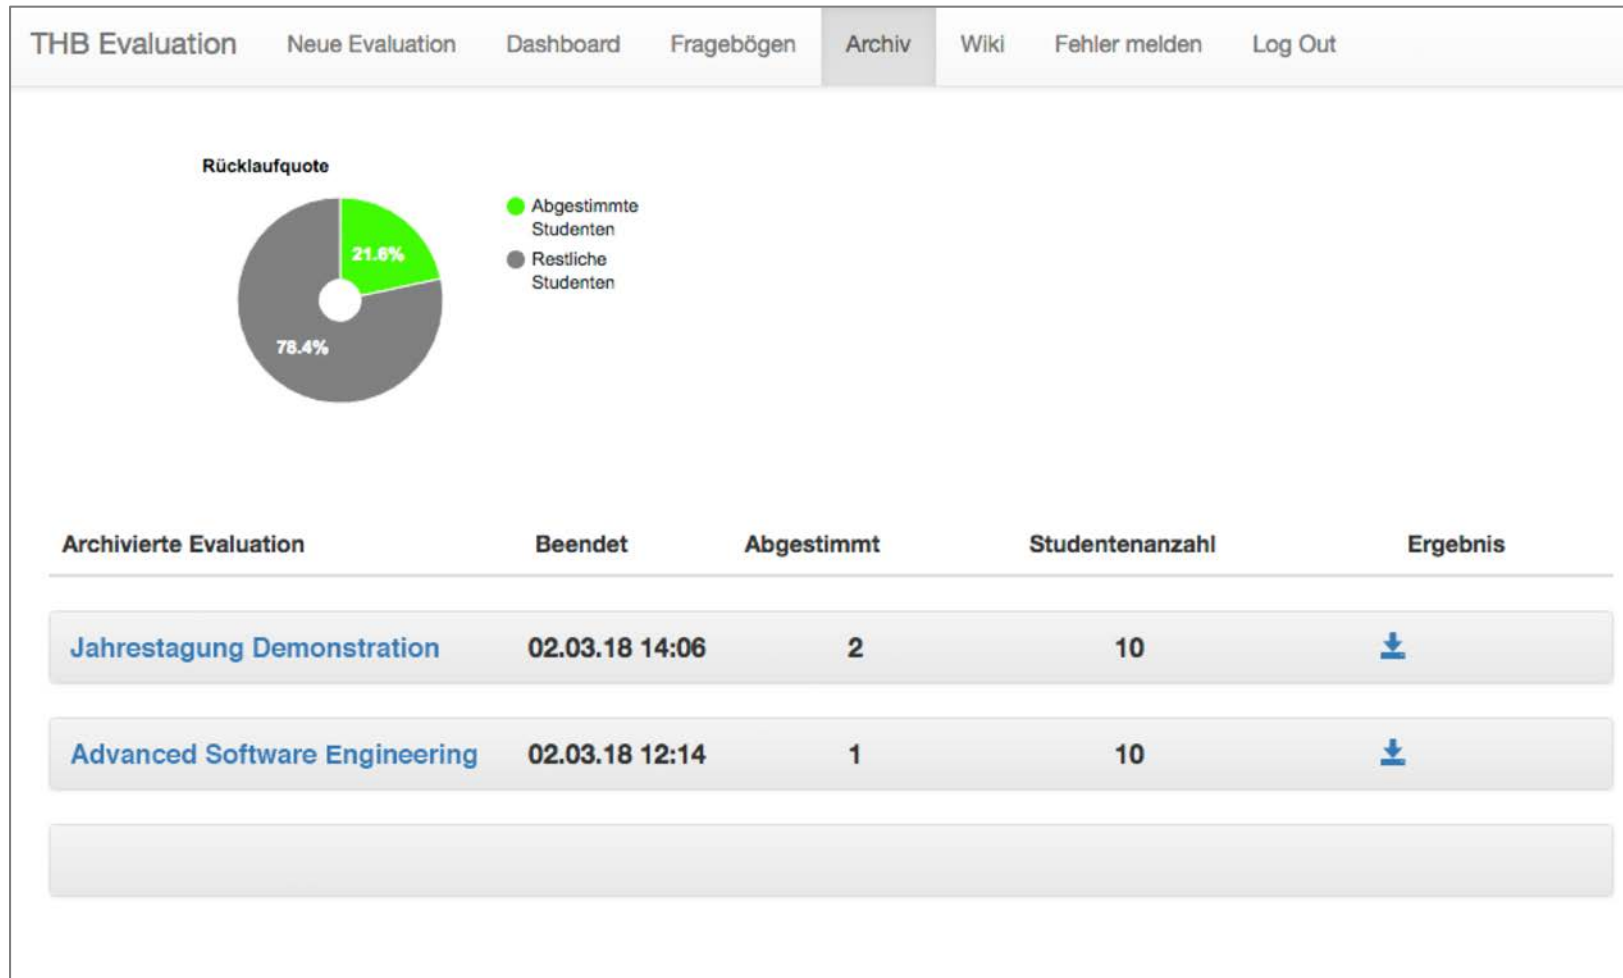 THB Evaluation Neue Evaluation Dashboard Fragebögen Archiv Wiki Fehler melden Log Out
Rücklaufquote
Abgestimmte
Studenten
Restliche
Studenten
21.6%
78.4%
Archivierte Evaluation Beendet Abgestimmt Studentenanzahl Ergebnis
Jahrestagung Demonstration 02.03.18 14:06 2 10
Advanced Software Engineering 02.03.18 12:14 1 10